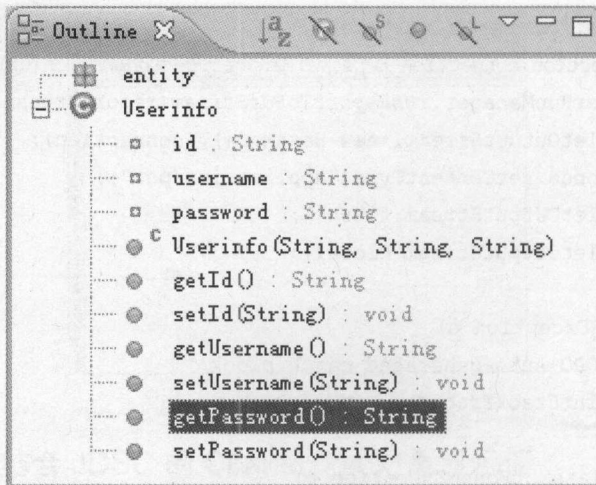 Outline
entity
Userinfo
id : String
username : String
password : String
C Userinfo(String, String, String)
getId() : String
setId(String) : void
getUsername() : String
setUsername(String) : void
getPassword() : String
setPassword(String) : void